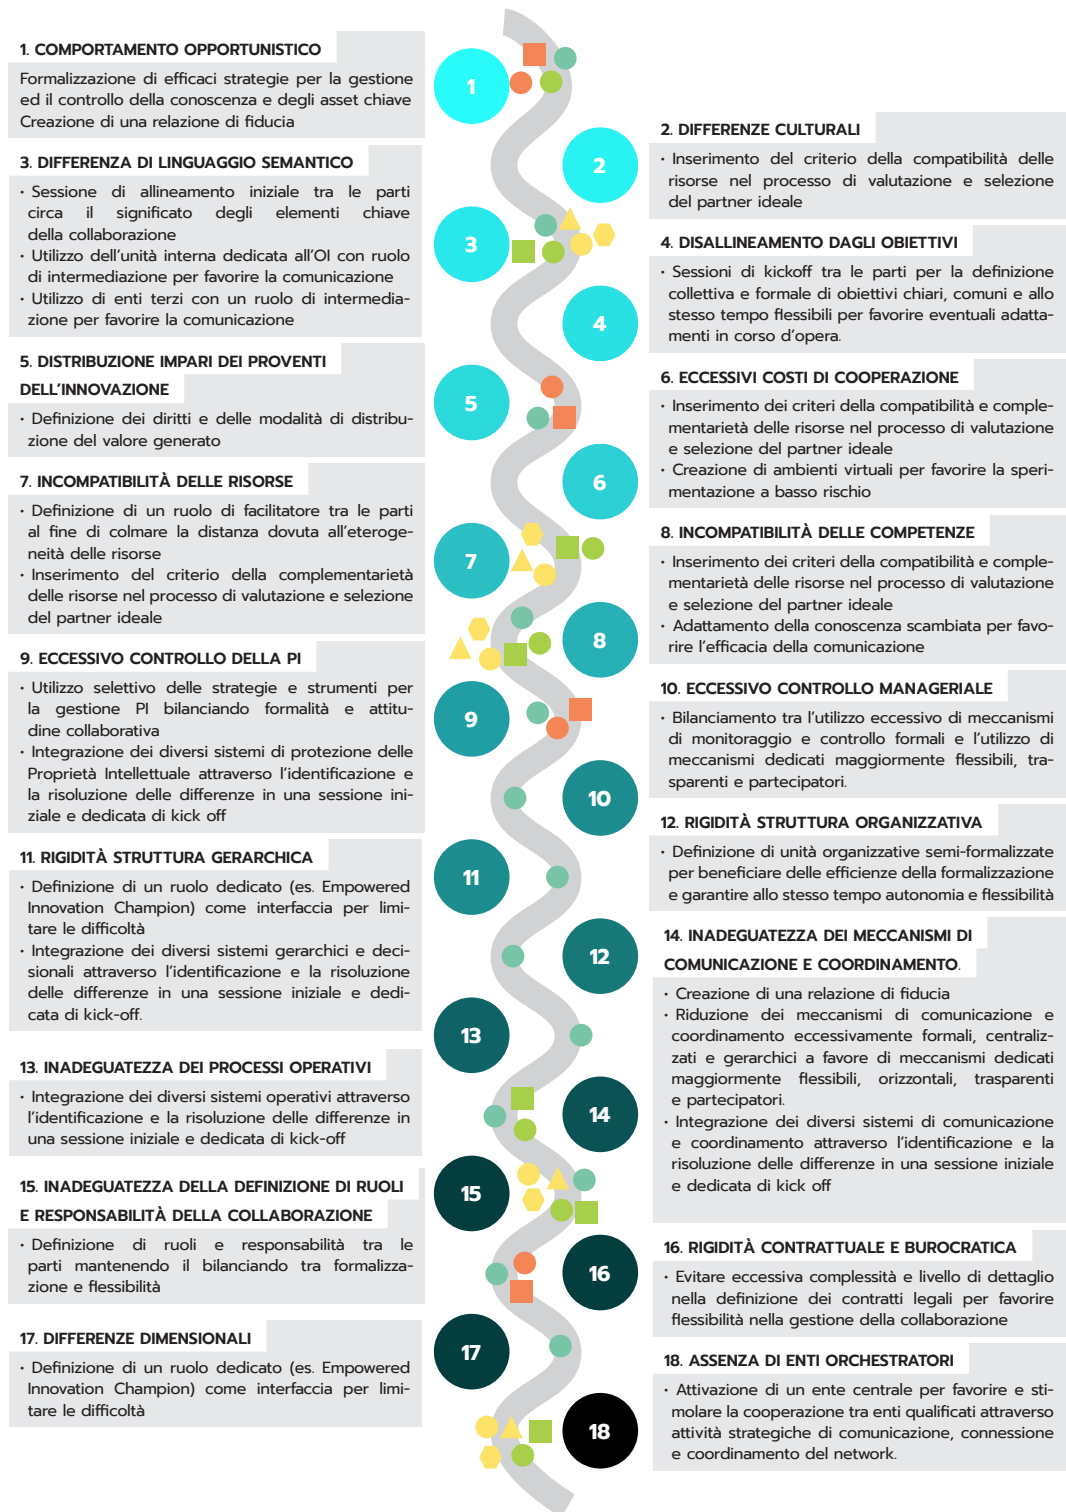 1. COMPORTAMENTO OPPORTUNISTICO
Formalizzazione di efficaci strategie per la gestione
ed il controllo della conoscenza e degli asset chiave
Creazione di una relazione di fiducia
1
2. DIFFERENZE CULTURALI
• Inserimento del criterio della compatibilità delle
risorse nel processo di valutazione e selezione
del partner ideale
2
3. DIFFERENZA DI LINGUAGGIO SEMANTICO
• Sessione di allineamento iniziale tra le parti
circa il significato degli elementi chiave
della collaborazione
• Utilizzo dell'unità interna dedicata all'OI con ruolo
di intermediazione per favorire la comunicazione
• Utilizzo di enti terzi con un ruolo di intermedia-
zione per favorire la comunicazione
3
4. DISALLINEAMENTO DAGLI OBIETTIVI
• Sessioni di kickoff tra le parti per la definizione
collettiva e formale di obiettivi chiari, comuni e allo
stesso tempo flessibili per favorire eventuali adatta-
menti in corso d'opera.
4
5. DISTRIBUZIONE IMPARI DEI PROVENTI
DELL'INNOVAZIONE
• Definizione dei diritti e delle modalità di distribu-
zione del valore generato
5
6. ECCESSIVI COSTI DI COOPERAZIONE
• Inserimento dei criteri della compatibilità e comple-
mentarietà delle risorse nel processo di valutazione
e selezione del partner ideale
• Creazione di ambienti virtuali per favorire la speri-
mentazione a basso rischio
6
7. INCOMPATIBILITÀ DELLE RISORSE
• Definizione di un ruolo di facilitatore tra le parti
al fine di colmare la distanza dovuta all'eteroge-
neità delle risorse
• Inserimento del criterio della complementarietà
delle risorse nel processo di valutazione e selezione
del partner ideale
7
8. INCOMPATIBILITÀ DELLE COMPETENZE
• Inserimento dei criteri della compatibilità e comple-
mentarietà delle risorse nel processo di valutazione
e selezione del partner ideale
• Adattamento della conoscenza scambiata per favo-
rire l'efficacia della comunicazione
8
9. ECCESSIVO CONTROLLO DELLA PI
• Utilizzo selettivo delle strategie e strumenti per
la gestione PI bilanciando formalità e attitu-
dine collaborativa
• Integrazione dei diversi sistemi di protezione delle
Proprietà Intellettuale attraverso l'identificazione e
la risoluzione delle differenze in una sessione ini-
ziale e dedicata di kick off
9
10. ECCESSIVO CONTROLLO MANAGERIALE
• Bilanciamento tra l'utilizzo eccessivo di meccanismi
di monitoraggio e controllo formali e l'utilizzo di
meccanismi dedicati maggiormente flessibili, tra-
sparenti e partecipatori.
10
11. RIGIDITÀ STRUTTURA GERARCHICA
• Definizione di un ruolo dedicato (es. Empowered
Innovation Champion) come interfaccia per limi-
tare le difficoltà
• Integrazione dei diversi sistemi gerarchici e deci-
sionali attraverso l'identificazione e la risoluzione
delle differenze in una sessione iniziale e dedi-
cata di kick-off.
11
12. RIGIDITÀ STRUTTURA ORGANIZZATIVA
• Definizione di unità organizzative semi-formalizzate
per beneficiare delle efficienze della formalizzazione
e garantire allo stesso tempo autonomia e flessibilità
12
13. INADEGUATEZZA DEI PROCESSI OPERATIVI
• Integrazione dei diversi sistemi operativi attraverso
l'identificazione e la risoluzione delle differenze in
una sessione iniziale e dedicata di kick-off
13
14. INADEGUATEZZA DEI MECCANISMI DI
COMUNICAZIONE E COORDINAMENTO.
• Creazione di una relazione di fiducia
• Riduzione dei meccanismi di comunicazione e
coordinamento eccessivamente formali, centraliz-
zati e gerarchici a favore di meccanismi dedicati
maggiormente flessibili, orizzontali, trasparenti
e partecipatori.
• Integrazione dei diversi sistemi di comunicazione
e coordinamento attraverso l'identificazione e la
risoluzione delle differenze in una sessione iniziale
e dedicata di kick off
14
15. INADEGUATEZZA DELLA DEFINIZIONE DI RUOLI
E RESPONSABILITÀ DELLA COLLABORAZIONE
• Definizione di ruoli e responsabilità tra le
parti mantenendo il bilanciando tra formalizza-
zione e flessibilità
15
16. RIGIDITÀ CONTRATTUALE E BUROCRATICA
• Evitare eccessiva complessità e livello di dettaglio
nella definizione dei contratti legali per favorire
flessibilità nella gestione della collaborazione
16
17. DIFFERENZE DIMENSIONALI
• Definizione di un ruolo dedicato (es. Empowered
Innovation Champion) come interfaccia per limi-
tare le difficoltà
17
18. ASSENZA DI ENTI ORCHESTRATORI
• Attivazione di un ente centrale per favorire e sti-
molare la cooperazione tra enti qualificati attraverso
attività strategiche di comunicazione, connessione
e coordinamento del network.
18